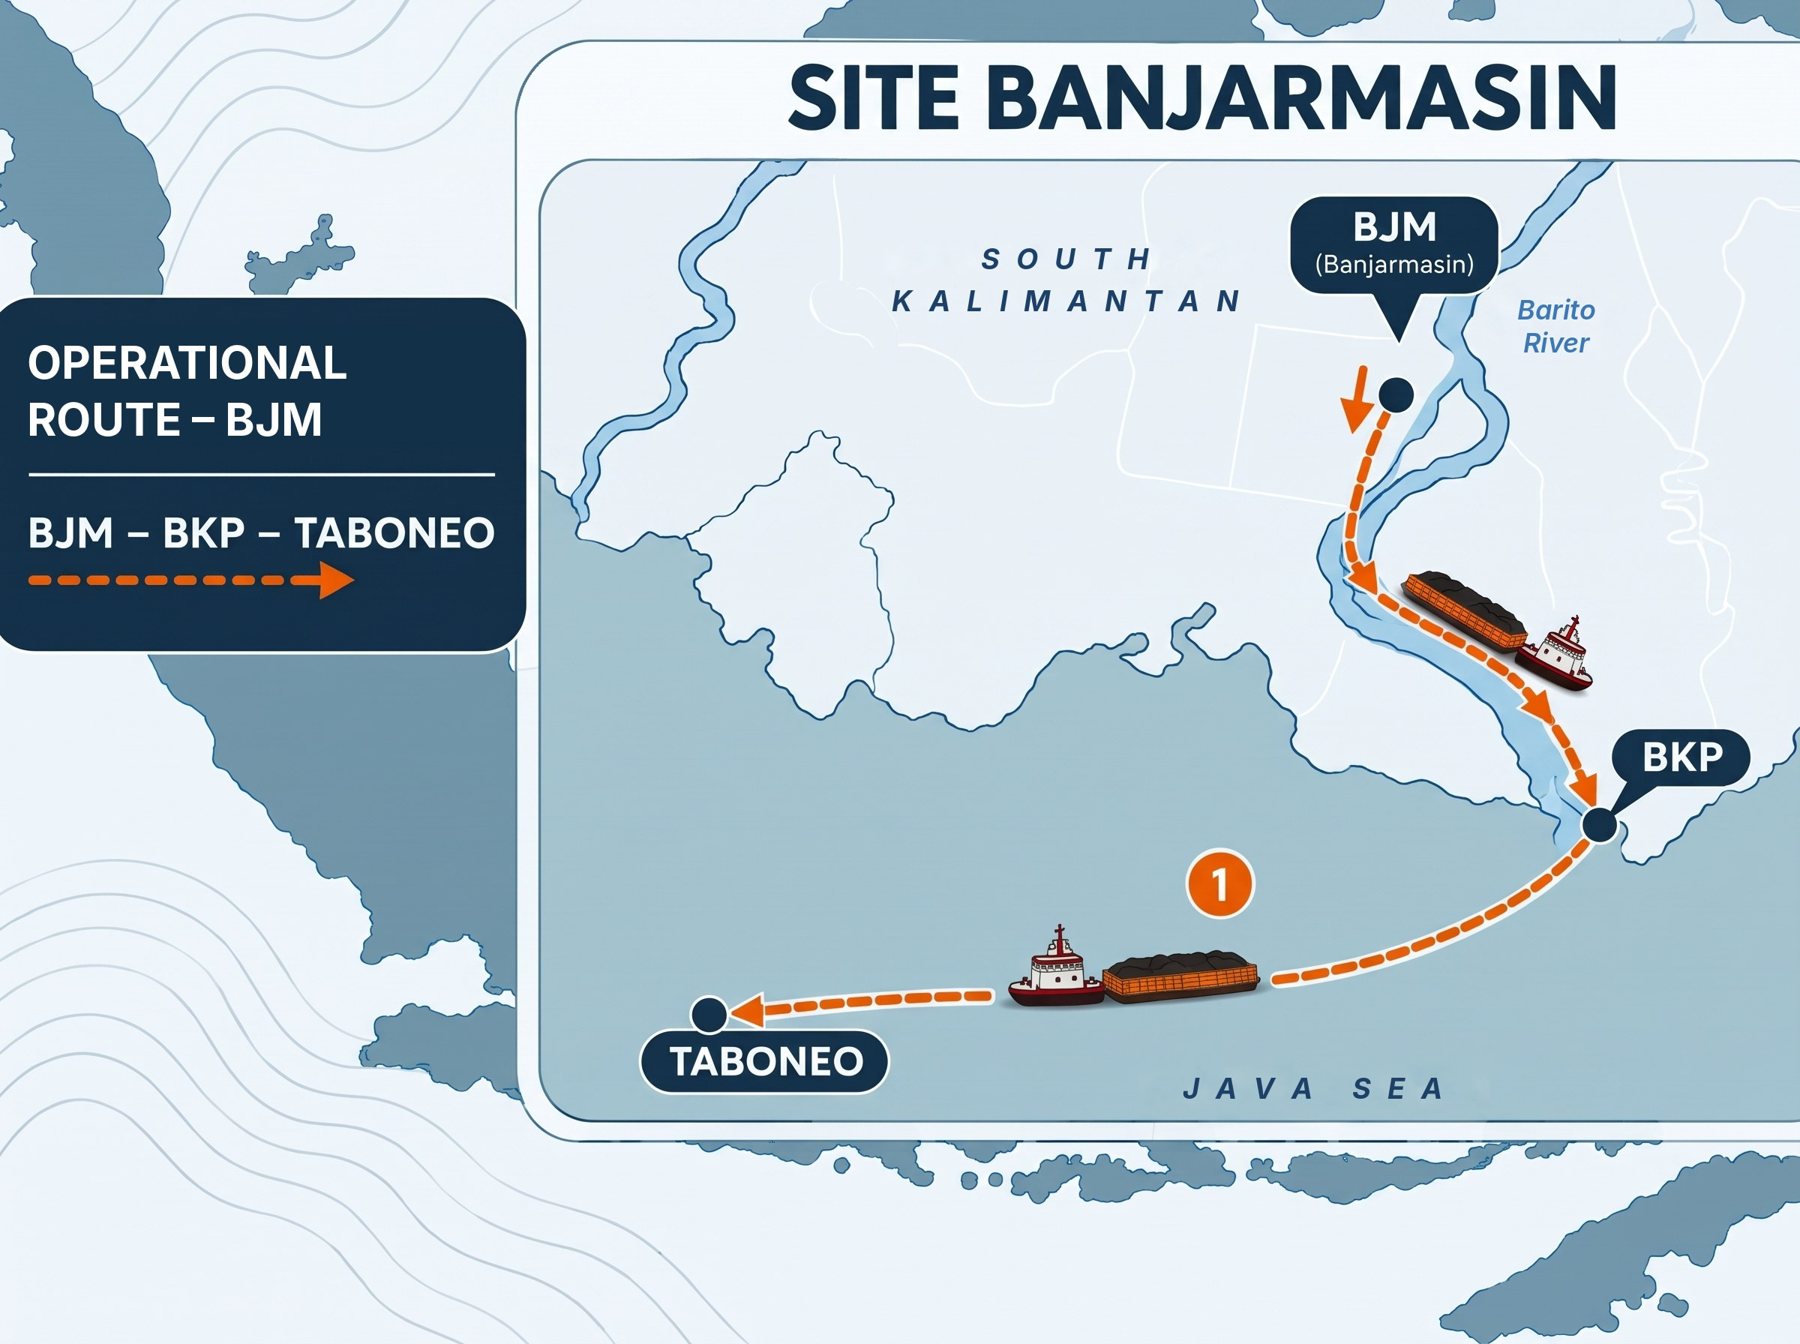 SITE BANJARMASIN
OPERATIONAL
ROUTE – BJM
BJM – BKP – TABONEO
BJM
(Banjarmasin)
SOUTH
KALIMANTAN
Barito
River
BKP
1
TABONEO
JAVA SEA